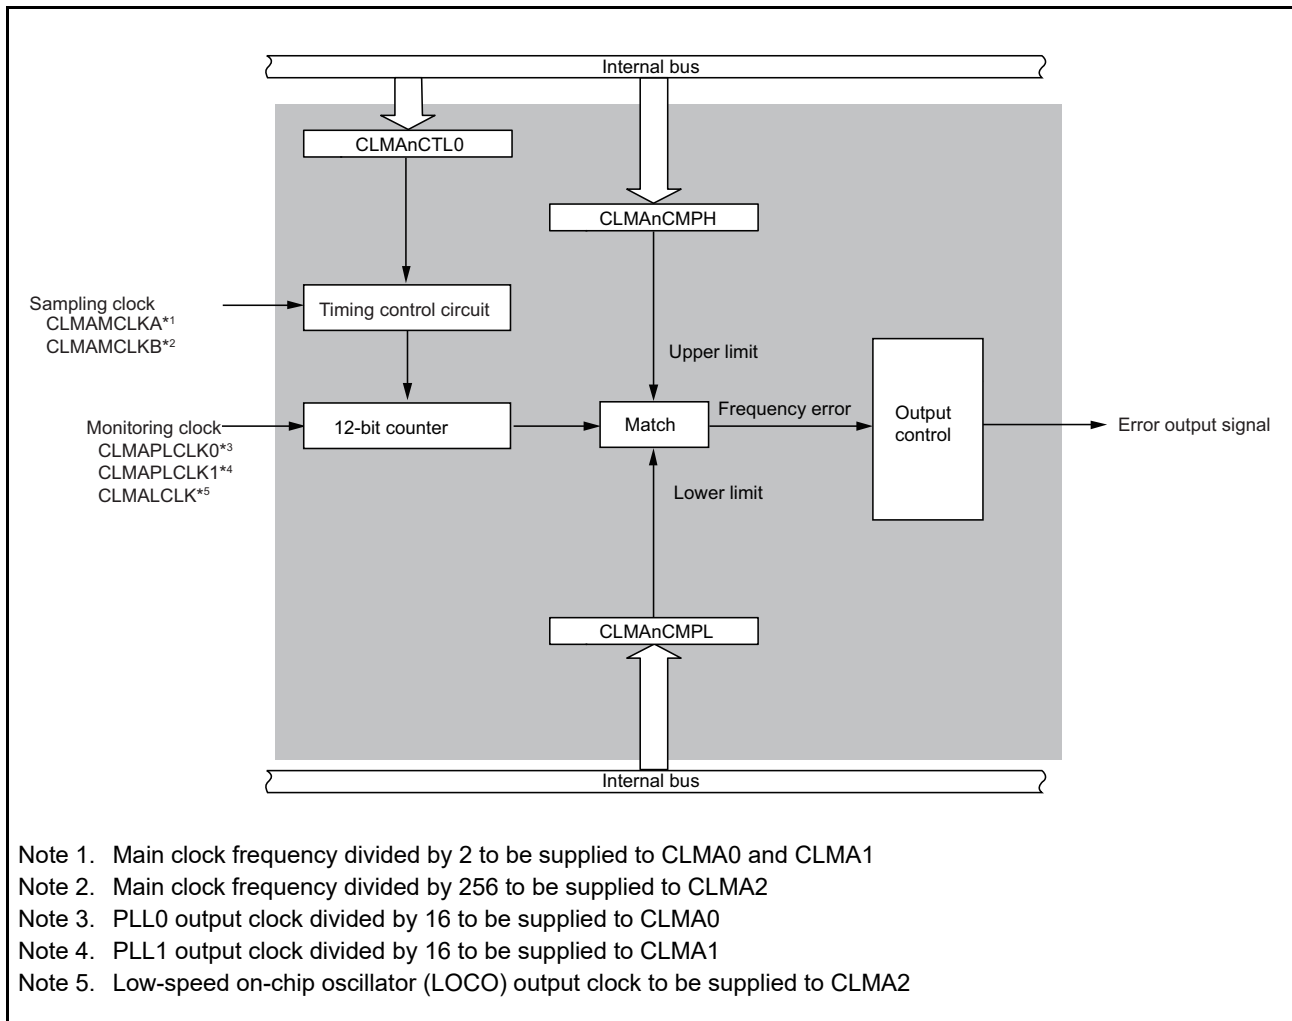 Internal bus
CLMAnCTL0
CLMAnCMPH
Sampling clock
CLMAMCLKA*1
CLMAMCLKB*2
Timing control circuit
Upper limit
Monitoring clock
CLMAPLCLK0*3
CLMAPLCLK1*4
CLMALCLK*5
12-bit counter
Match
Frequency error
Output
control
Error output signal
Lower limit
CLMAnCMPL
Internal bus
Note 1. Main clock frequency divided by 2 to be supplied to CLMA0 and CLMA1
Note 2. Main clock frequency divided by 256 to be supplied to CLMA2
Note 3. PLL0 output clock divided by 16 to be supplied to CLMA0
Note 4. PLL1 output clock divided by 16 to be supplied to CLMA1
Note 5. Low-speed on-chip oscillator (LOCO) output clock to be supplied to CLMA2